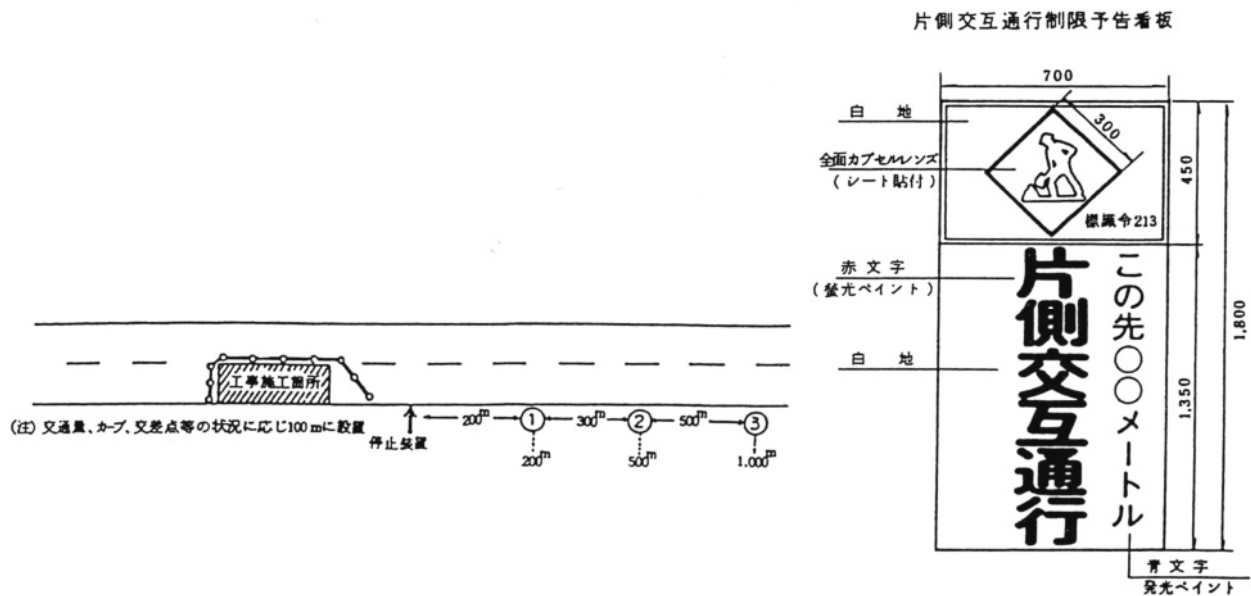 片側交互通行制限予告看板
700
白地
300
全面カプセルレンズ
(シート貼付)
450
標識令213
赤文字
(螢光ペイント)
この先○○メートル
片側交互通行
白地
1,800
1,350
青文字
発光ペイント
工事施工箇所
(注) 交通量、カーブ、交差点等の状況に応じ100mに設置
停止装置
200m
①
300m
②
500m
③
200m
500m
1,000m